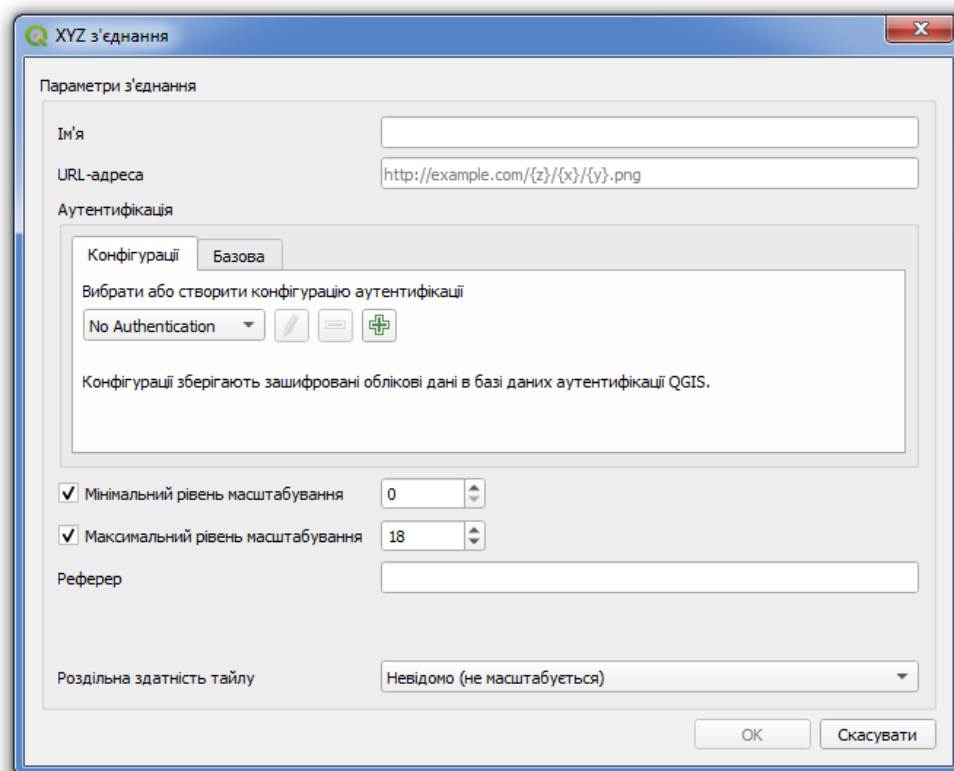 XYZ з'єднання
Параметри з'єднання
Ім'я
URL-адреса http://example.com/{z}/{x}/{y}.png
Аутентифікація
Конфігурації Базова
Вибрати або створити конфігурацію аутентифікації
No Authentication
Конфігурації зберігають зашифровані облікові дані в базі даних аутентифікації QGIS.
Мінімальний рівень масштабування 0
Максимальний рівень масштабування 18
Реферер
Роздільна здатність тайлу Невідомо (не масштабується)
OK Скасувати